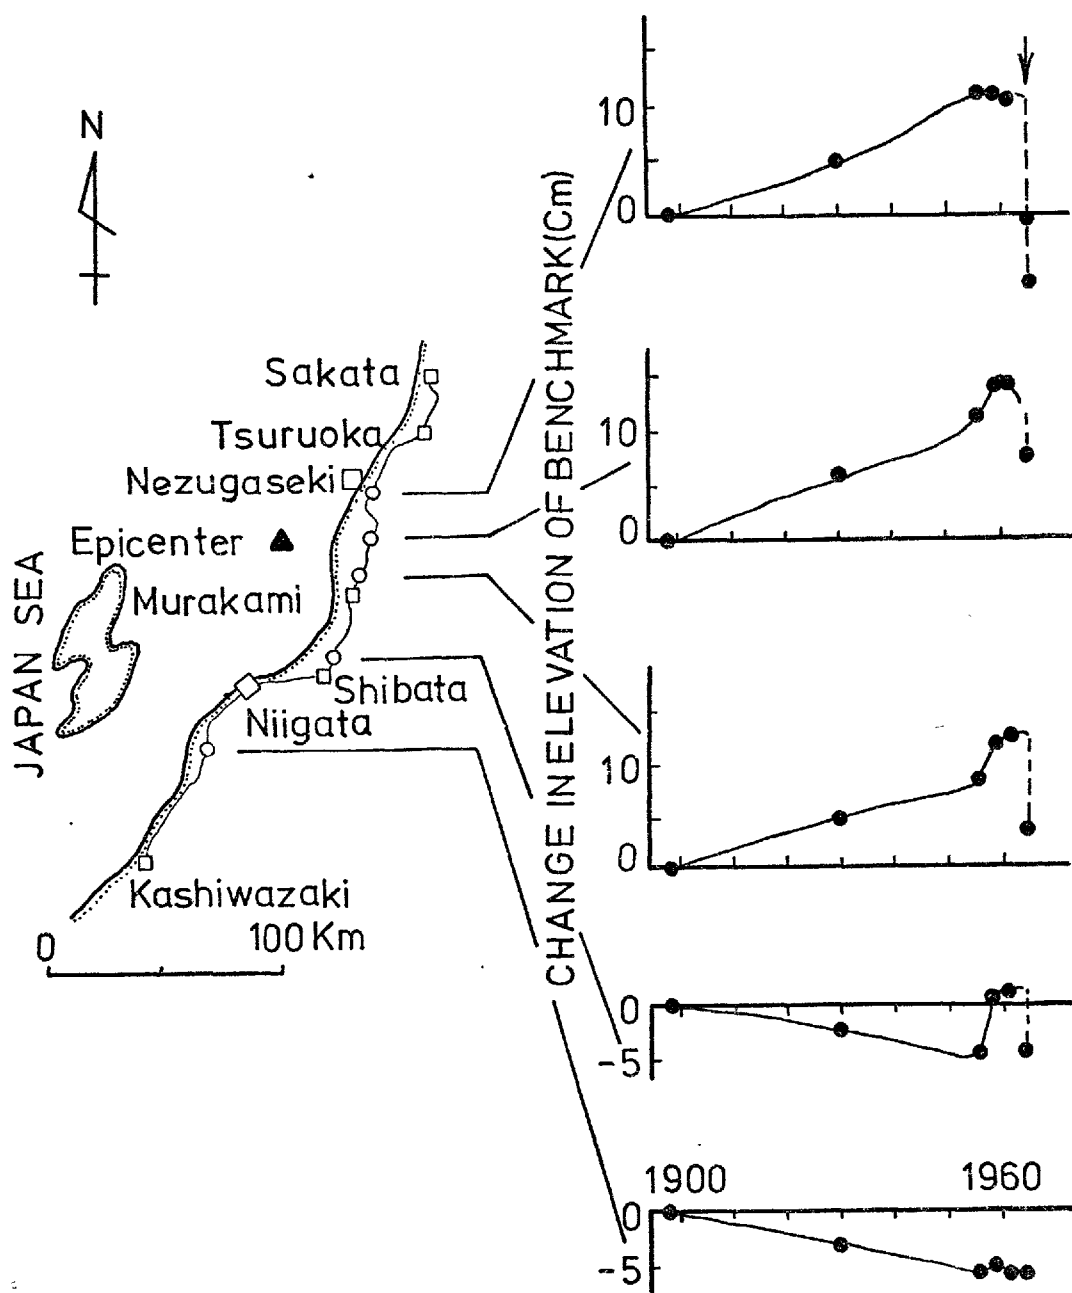 N
Sakata
Tsuruoka
Nezugaseki
Epicenter
Murakami
JAPAN SEA
Shibata
Niigata
Kashiwazaki
0 100 Km
CHANGE IN ELEVATION OF BENCHMARK (Cm)
10
0
10
0
10
0
0
-5
1900 1960
0
-5